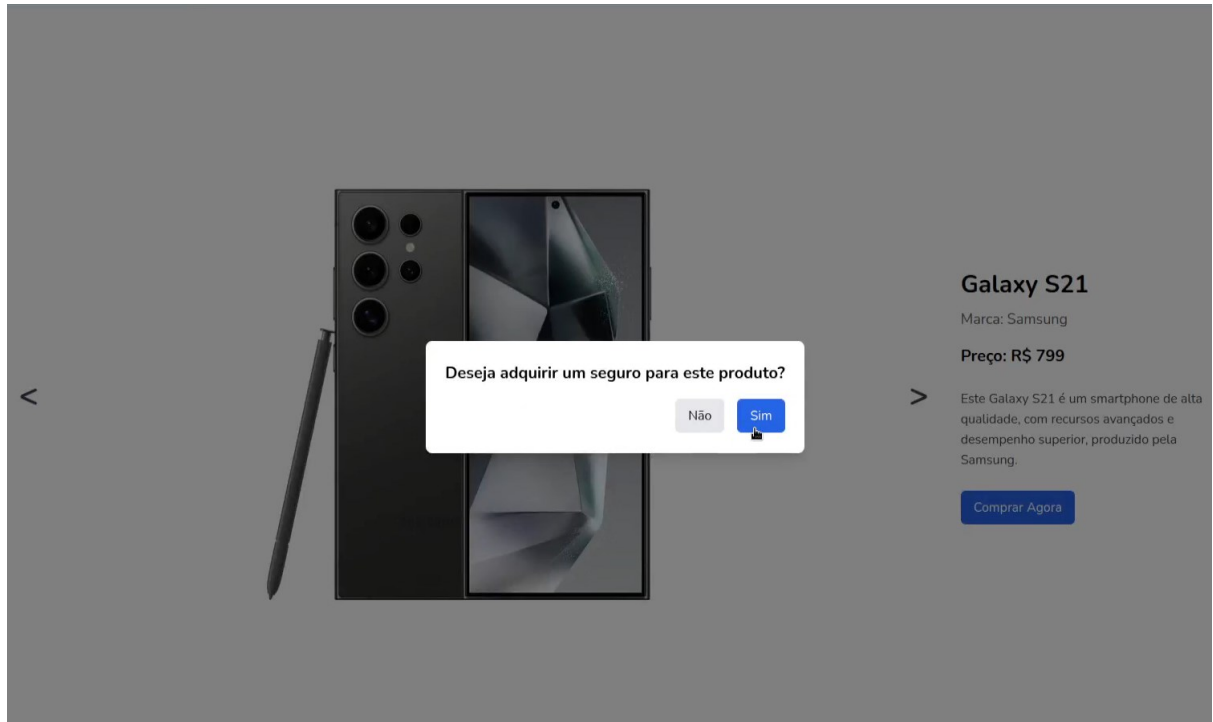 Galaxy S21
Marca: Samsung
Preço: R$ 799
Deseja adquirir um seguro para este produto?
Não Sim
< >
Este Galaxy S21 é um smartphone de alta
qualidade, com recursos avançados e
desempenho superior, produzido pela
Samsung.
Comprar Agora